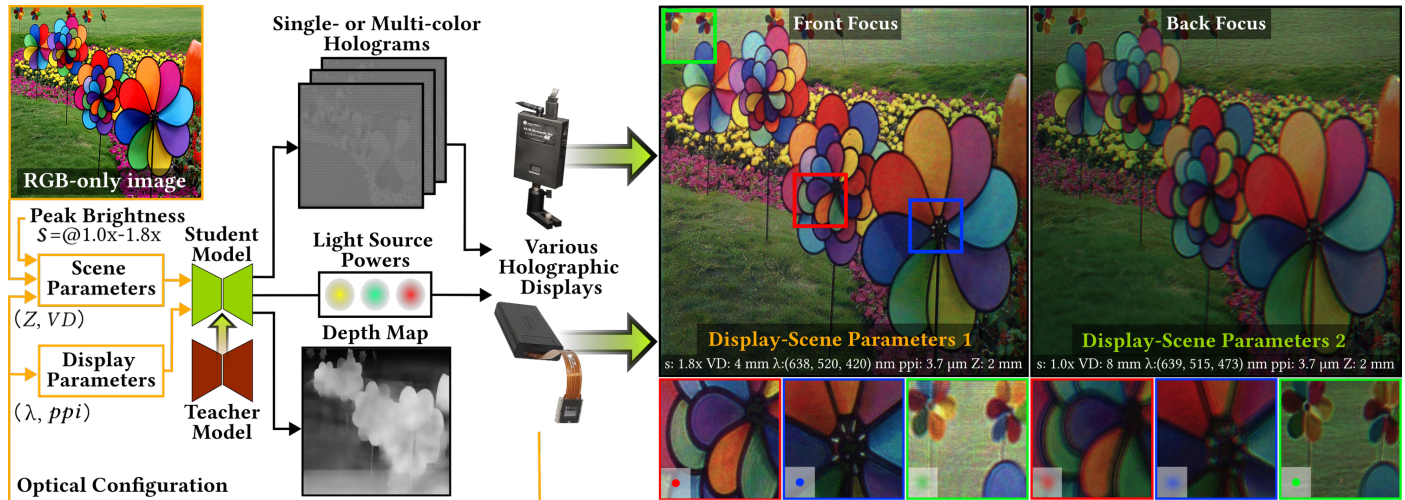 RGB-only image
Peak Brightness
s=@1.0x-1.8x
Scene
Parameters
(Z, VD)
Display
Parameters
(λ, ppi)
Optical Configuration
Student
Model
Teacher
Model
Single- or Multi-color
Holograms
Light Source
Powers
Depth Map
Various
Holographic
Displays
Front Focus
Display-Scene Parameters 1
s: 1.8x VD: 4 mm λ:(638, 520, 420) nm ppi: 3.7 μm Z: 2 mm
Back Focus
Display-Scene Parameters 2
s: 1.0x VD: 8 mm λ:(639, 515, 473) nm ppi: 3.7 μm Z: 2 mm